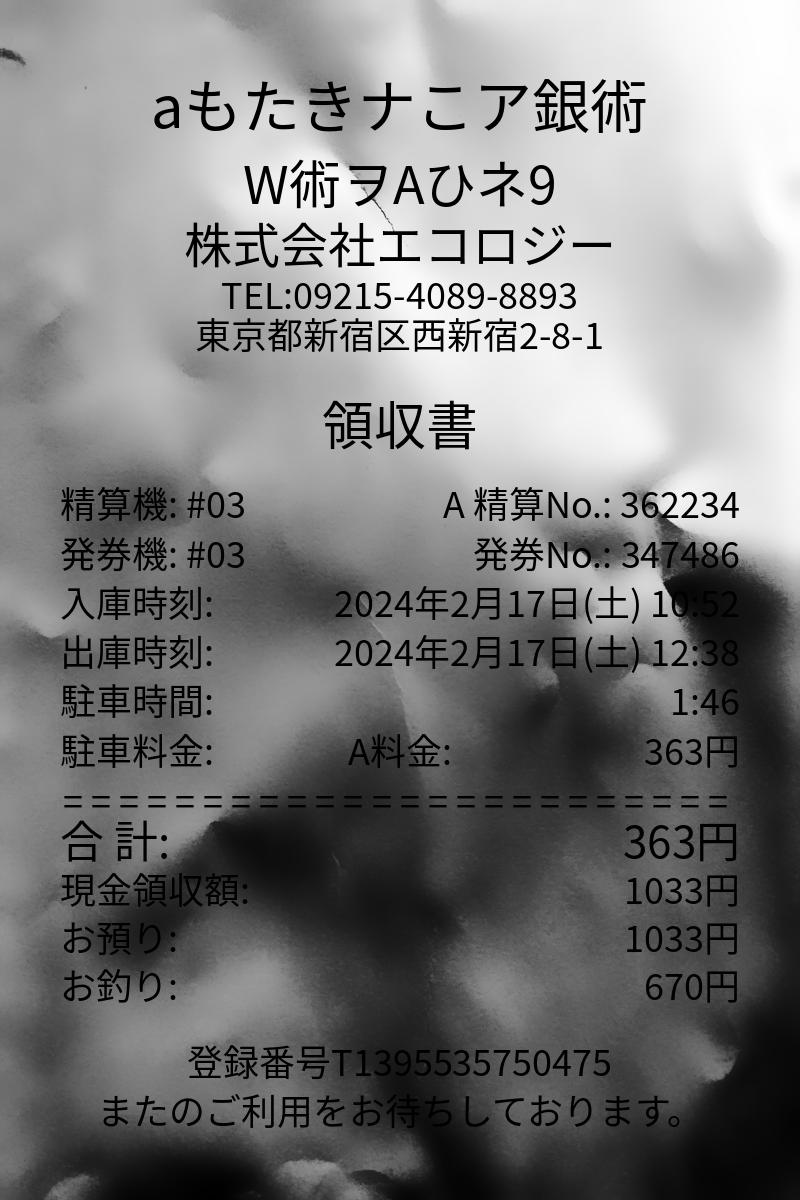 aもたきナこア銀術
W術ヲAひネ9
株式会社エコロジー
TEL:09215-4089-8893
東京都新宿区西新宿2-8-1
領収書
精算機: #03 A 精算No.: 362234
発券機: #03 発券No.: 347486
入庫時刻: 2024年2月17日(土) 10:52
出庫時刻: 2024年2月17日(土) 12:38
駐車時間: 1:46
駐車料金: A料金: 363円
========================
合 計: 363円
現金領収額: 1033円
お預り: 1033円
お釣り: 670円
登録番号T1395535750475
またのご利用をお待ちしております。